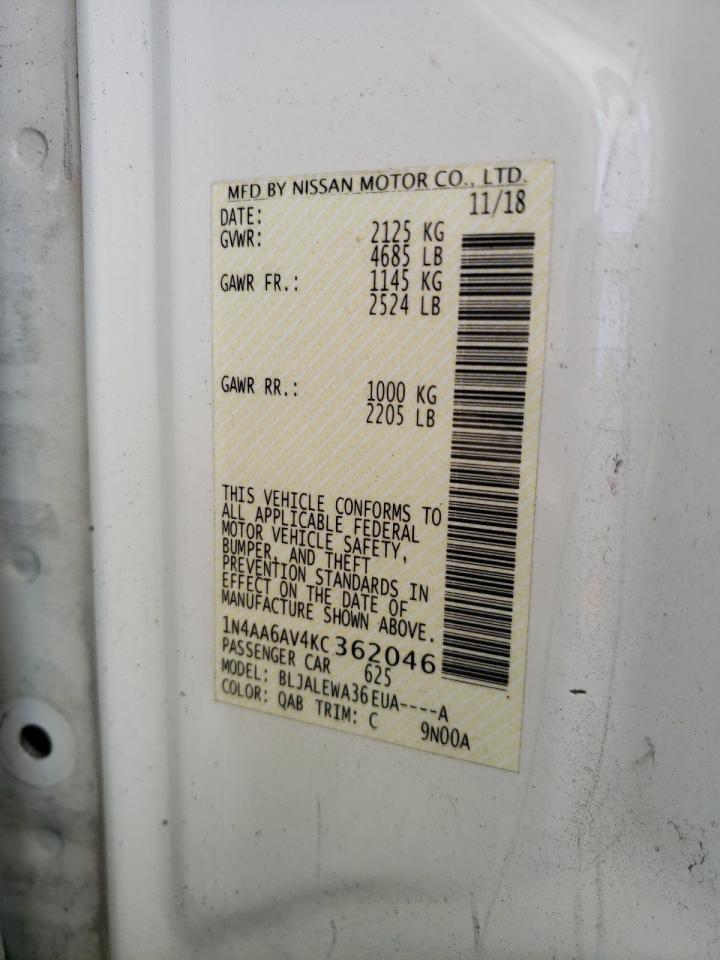 MFD BY NISSAN MOTOR CO., LTD.
DATE: 11/18
GVWR: 2125 KG
4685 LB
GAWR FR.: 1145 KG
2524 LB
GAWR RR.: 1000 KG
2205 LB
THIS VEHICLE CONFORMS TO
ALL APPLICABLE FEDERAL
MOTOR VEHICLE SAFETY,
BUMPER, AND THEFT
PREVENTION STANDARDS IN
EFFECT ON THE DATE OF
MANUFACTURE SHOWN ABOVE.
1N4AA6AV4KC362046
PASSENGER CAR 625
MODEL: BLJALEWA36EUA----A
COLOR: QAB TRIM: C 9N00A